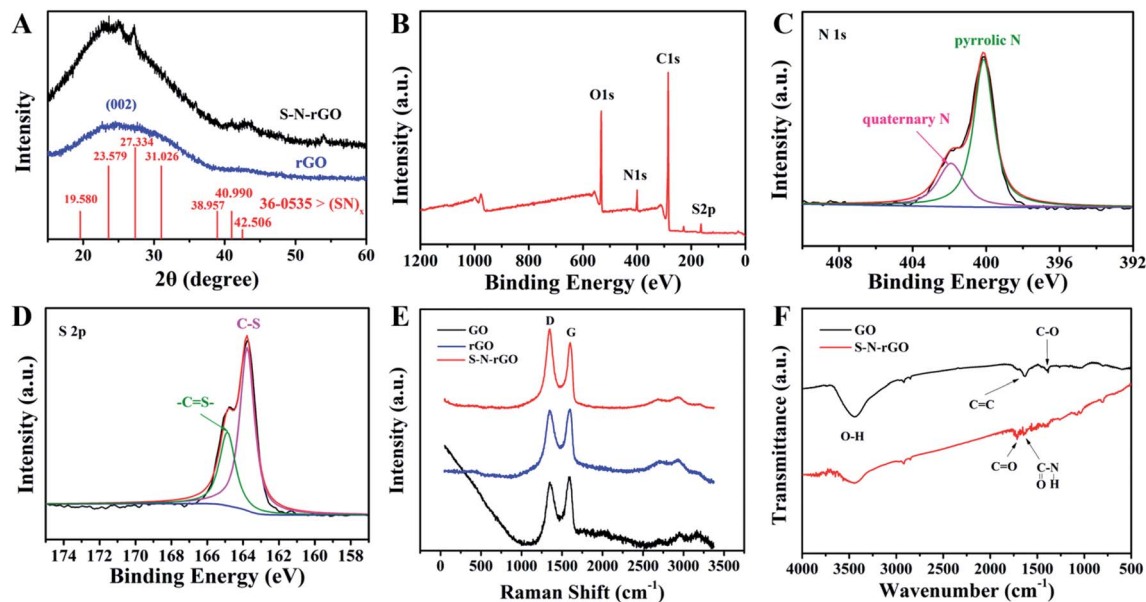 A
Intensity
(002)
S-N-rGO
rGO
27.334
23.579
31.026
19.580
40.990
38.957
36-0535 > (SN)x
42.506
20 30 40 50 60
2θ (degree)
B
Intensity (a.u.)
C1s
O1s
N1s
S2p
1200 1000 800 600 400 200 0
Binding Energy (eV)
C
Intensity (a.u.)
N 1s
pyrrolic N
quaternary N
408 404 400 396 392
Binding Energy (eV)
D
Intensity (a.u.)
S 2p
C-S
-C=S-
174 172 170 168 166 164 162 160 158
Binding Energy (eV)
E
Intensity (a.u.)
GO
rGO
S-N-rGO
D
G
0 500 1000 1500 2000 2500 3000 3500
Raman Shift (cm-1)
F
Transmittance (a.u.)
GO
S-N-rGO
C-O
C=C
O-H
C=O
C-N
O H
4000 3500 3000 2500 2000 1500 1000 500
Wavenumber (cm-1)